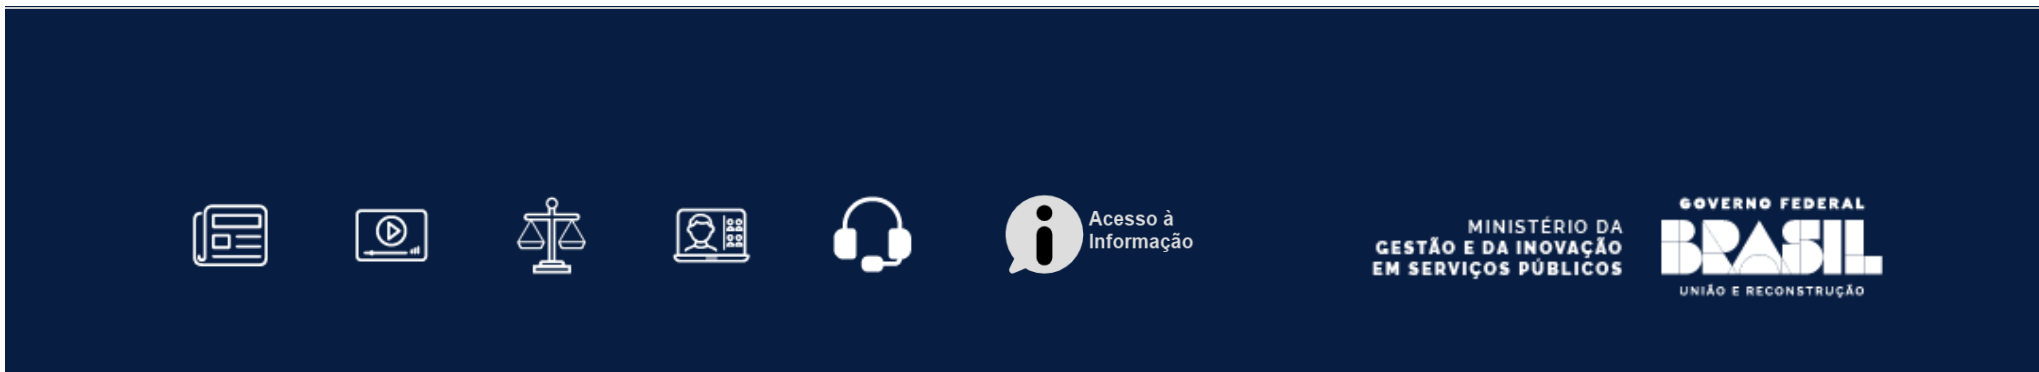 Acesso à
Informação
MINISTÉRIO DA
GESTÃO E DA INOVAÇÃO
EM SERVIÇOS PÚBLICOS
GOVERNO FEDERAL
BRASIL
UNIÃO E RECONSTRUÇÃO